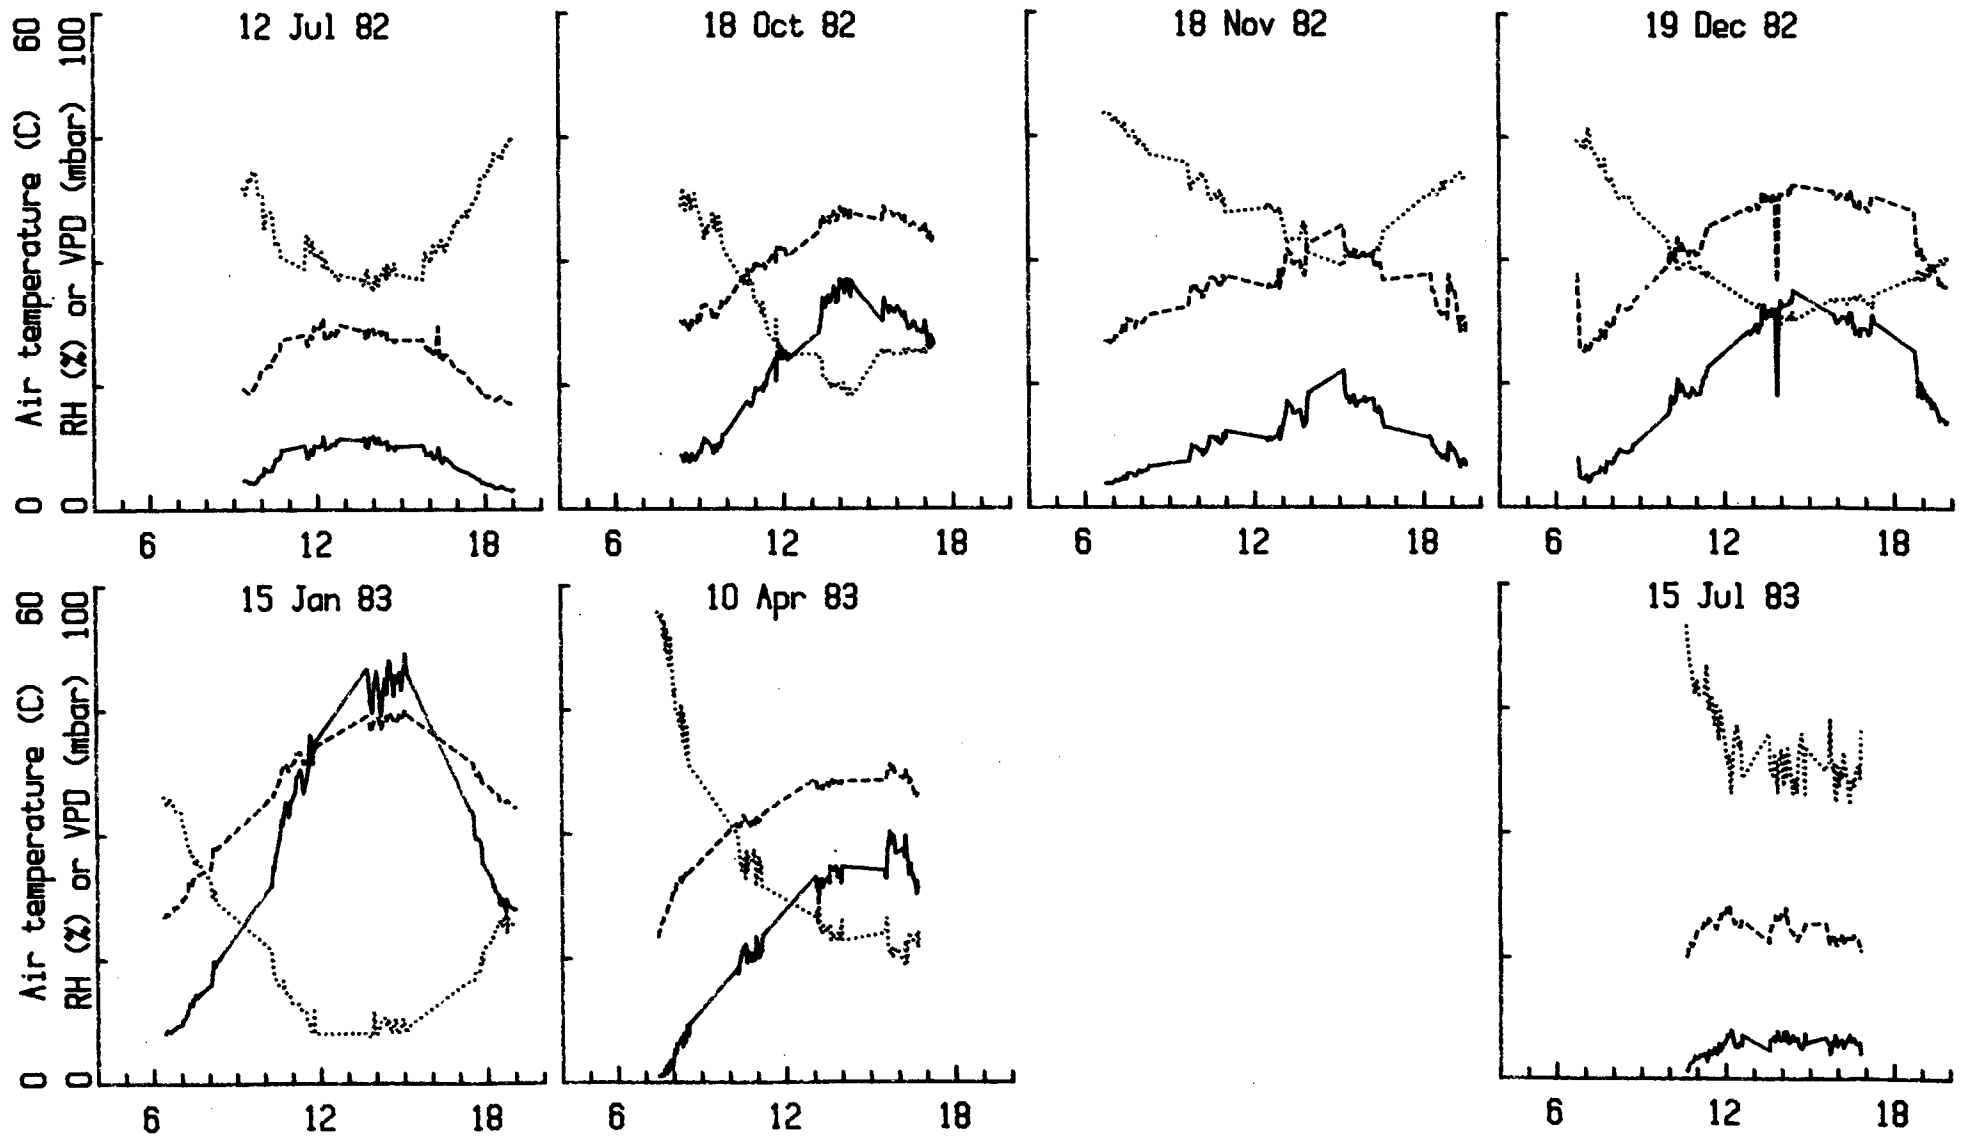 12 Jul 82
18 Oct 82
18 Nov 82
19 Dec 82
0 Air temperature (C) 60
0 RH (%) or VPD (mbar) 100
6 12 18
6 12 18
6 12 18
6 12 18
15 Jan 83
10 Apr 83
15 Jul 83
0 Air temperature (C) 60
0 RH (%) or VPD (mbar) 100
6 12 18
6 12 18
6 12 18